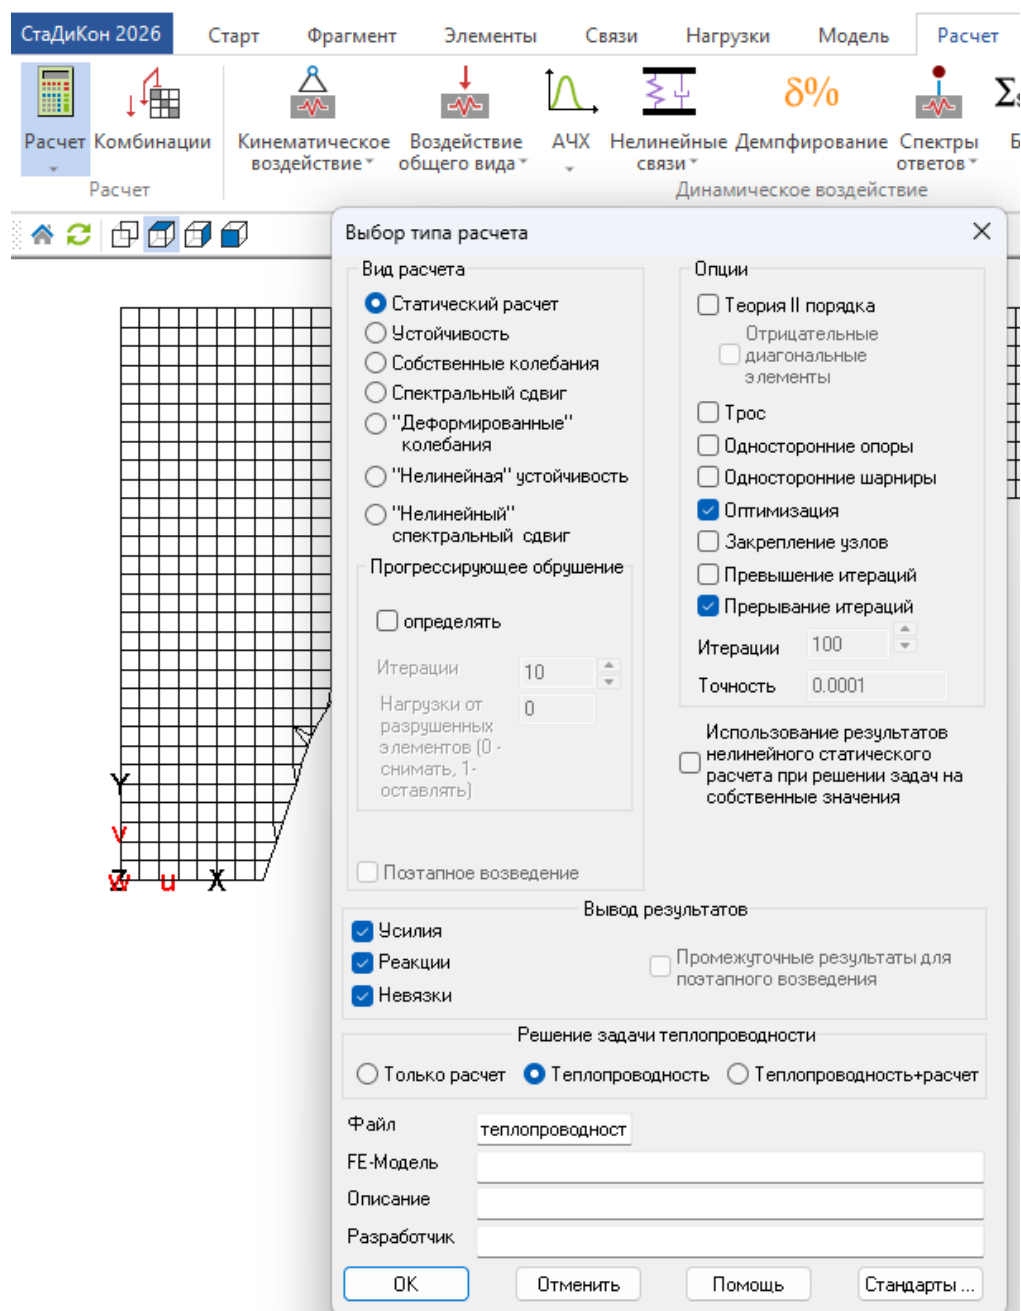 СтаДиКон 2026 Старт Фрагмент Элементы Связи Нагрузки Модель Расчет
Расчет Комбинации Кинематическое воздействие Воздействие общего вида АЧХ Нелинейные связи Демпфирование Спектры ответов
δ%
Расчет Динамическое воздействие
Выбор типа расчета
Вид расчета
Статический расчет
Устойчивость
Собственные колебания
Спектральный сдвиг
"Деформированные"
колебания
"Нелинейная" устойчивость
"Нелинейный"
спектральный сдвиг
Прогрессирующее обрушение
определять
Итерации 10
Нагрузки от 0
разрушенных
элементов (0 -
снимать, 1-
оставлять)
Поэтапное возведение
Опции
Теория II порядка
Отрицательные
диагональные
элементы
Трос
Односторонние опоры
Односторонние шарниры
Оптимизация
Закрепление узлов
Превышение итераций
Прерывание итераций
Итерации 100
Точность 0.0001
Использование результатов
нелинейного статического
расчета при решении задач на
собственные значения
Вывод результатов
Усилия
Реакции
Невязки
Промежуточные результаты для
поэтапного возведения
Решение задачи теплопроводности
Только расчет Теплопроводность Теплопроводность+расчет
Файл теплопроводност
FE-Модель
Описание
Разработчик
OK Отменить Помощь Стандарты ...
Y
v
Z w u X